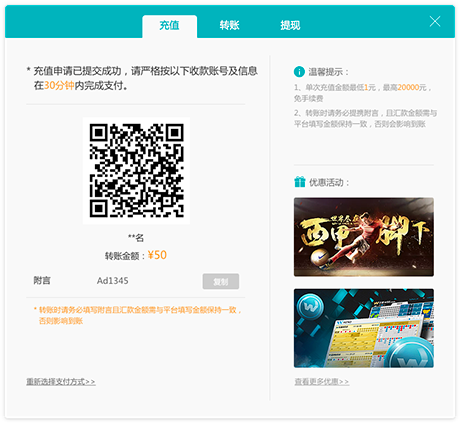 充值 转账 提现
* 充值申请已提交成功，请严格按以下收款账号及信息
在30分钟内完成支付。
**名
转账金额：¥50
附言 Ad1345 复制
* 转账时请务必填写附言且汇款金额需与平台填写金额保持一致，
否则影响到账
重新选择支付方式>>
温馨提示：
1、单次充值金额最低1元，最高20000元，
免手续费
2、转账时请务必提携附言，且汇款金额需与
平台填写金额保持一致，否则会影响到账
优惠活动：
世界尽在
西甲脚下
W
W
查看更多优惠>>